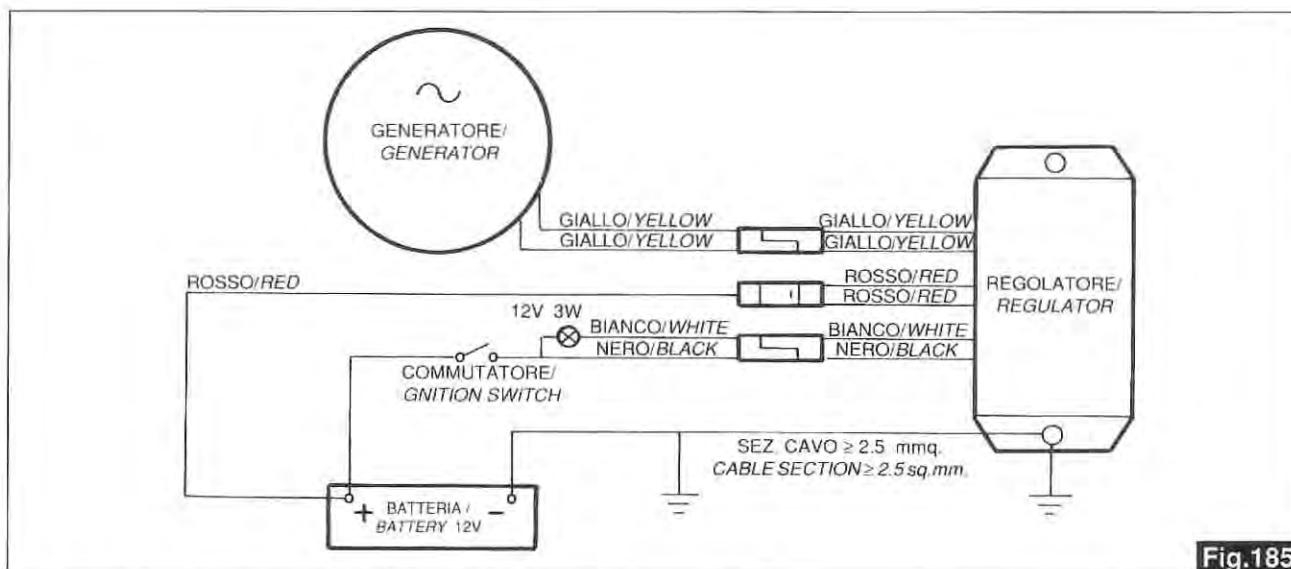 GENERATORE/
GENERATOR
GIALLO/YELLOW
GIALLO/YELLOW
GIALLO/YELLOW
GIALLO/YELLOW
ROSSO/RED
ROSSO/RED
ROSSO/RED
REGOLATORE/
REGULATOR
12V 3W
BIANCO/WHITE
BIANCO/WHITE
NERO/BLACK
NERO/BLACK
COMMUTATORE/
GNITION SWITCH
SEZ. CAVO ≥ 2.5 mmq.
CABLE SECTION ≥ 2.5 sq.mm.
+ BATTERIA / -
BATTERY 12V
Fig.185